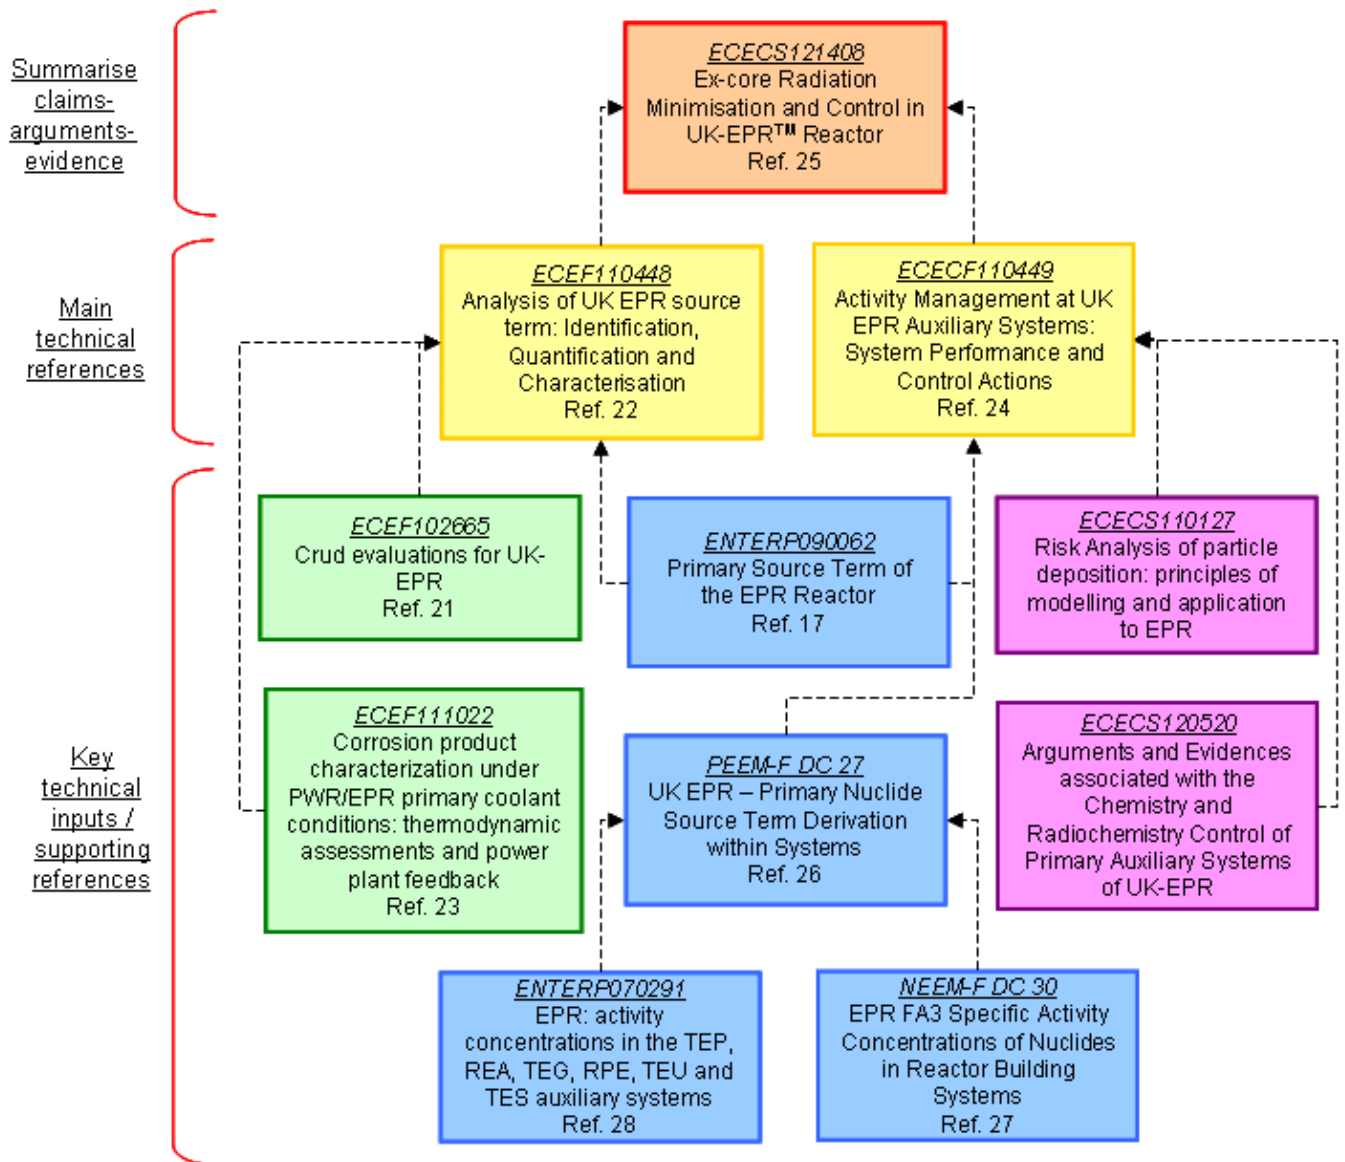 Summarise
claims-
arguments-
evidence
ECECS121408
Ex-core Radiation
Minimisation and Control in
UK-EPR™ Reactor
Ref. 25
Main
technical
references
ECEF110448
Analysis of UK EPR source
term: Identification,
Quantification and
Characterisation
Ref. 22
ECECF110449
Activity Management at UK
EPR Auxiliary Systems:
System Performance and
Control Actions
Ref. 24
Key
technical
inputs /
supporting
references
ECEF102665
Crud evaluations for UK-
EPR
Ref. 21
ENTERP090062
Primary Source Term of
the EPR Reactor
Ref. 17
ECECS110127
Risk Analysis of particle
deposition: principles of
modelling and application
to EPR
ECEF111022
Corrosion product
characterization under
PWR/EPR primary coolant
conditions: thermodynamic
assessments and power
plant feedback
Ref. 23
PEEM-F DC 27
UK EPR – Primary Nuclide
Source Term Derivation
within Systems
Ref. 26
ECECS120520
Arguments and Evidences
associated with the
Chemistry and
Radiochemistry Control of
Primary Auxiliary Systems
of UK-EPR
ENTERP070291
EPR: activity
concentrations in the TEP,
REA, TEG, RPE, TEU and
TES auxiliary systems
Ref. 28
NEEM-F DC 30
EPR FA3 Specific Activity
Concentrations of Nuclides
in Reactor Building
Systems
Ref. 27